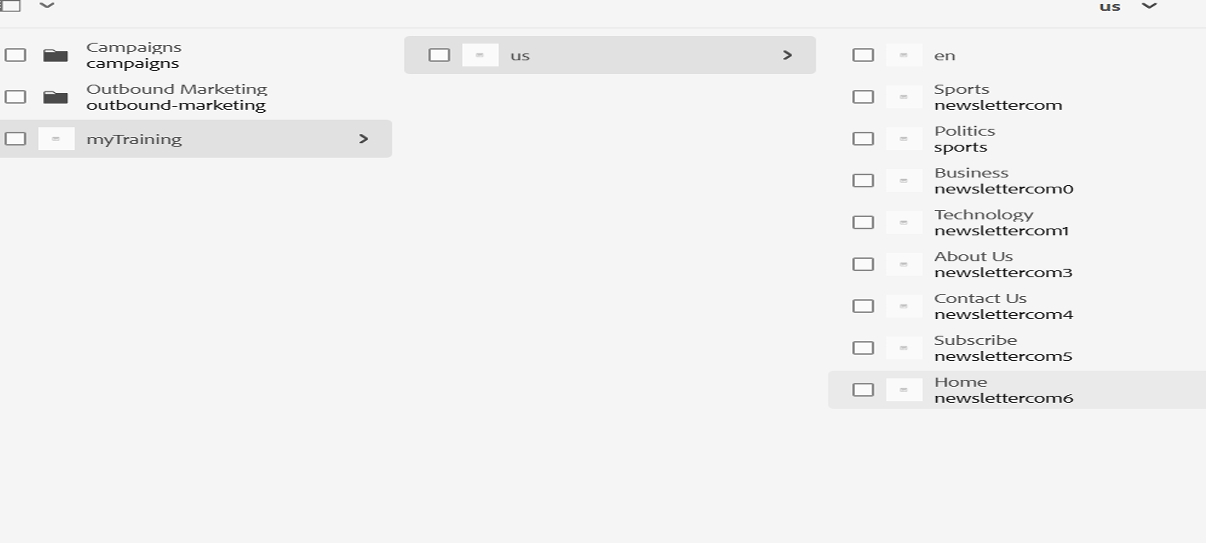 us
Campaigns
campaigns
Outbound Marketing
outbound-marketing
myTraining
us
en
Sports
newslettercom
Politics
sports
Business
newslettercom0
Technology
newslettercom1
About Us
newslettercom3
Contact Us
newslettercom4
Subscribe
newslettercom5
Home
newslettercom6